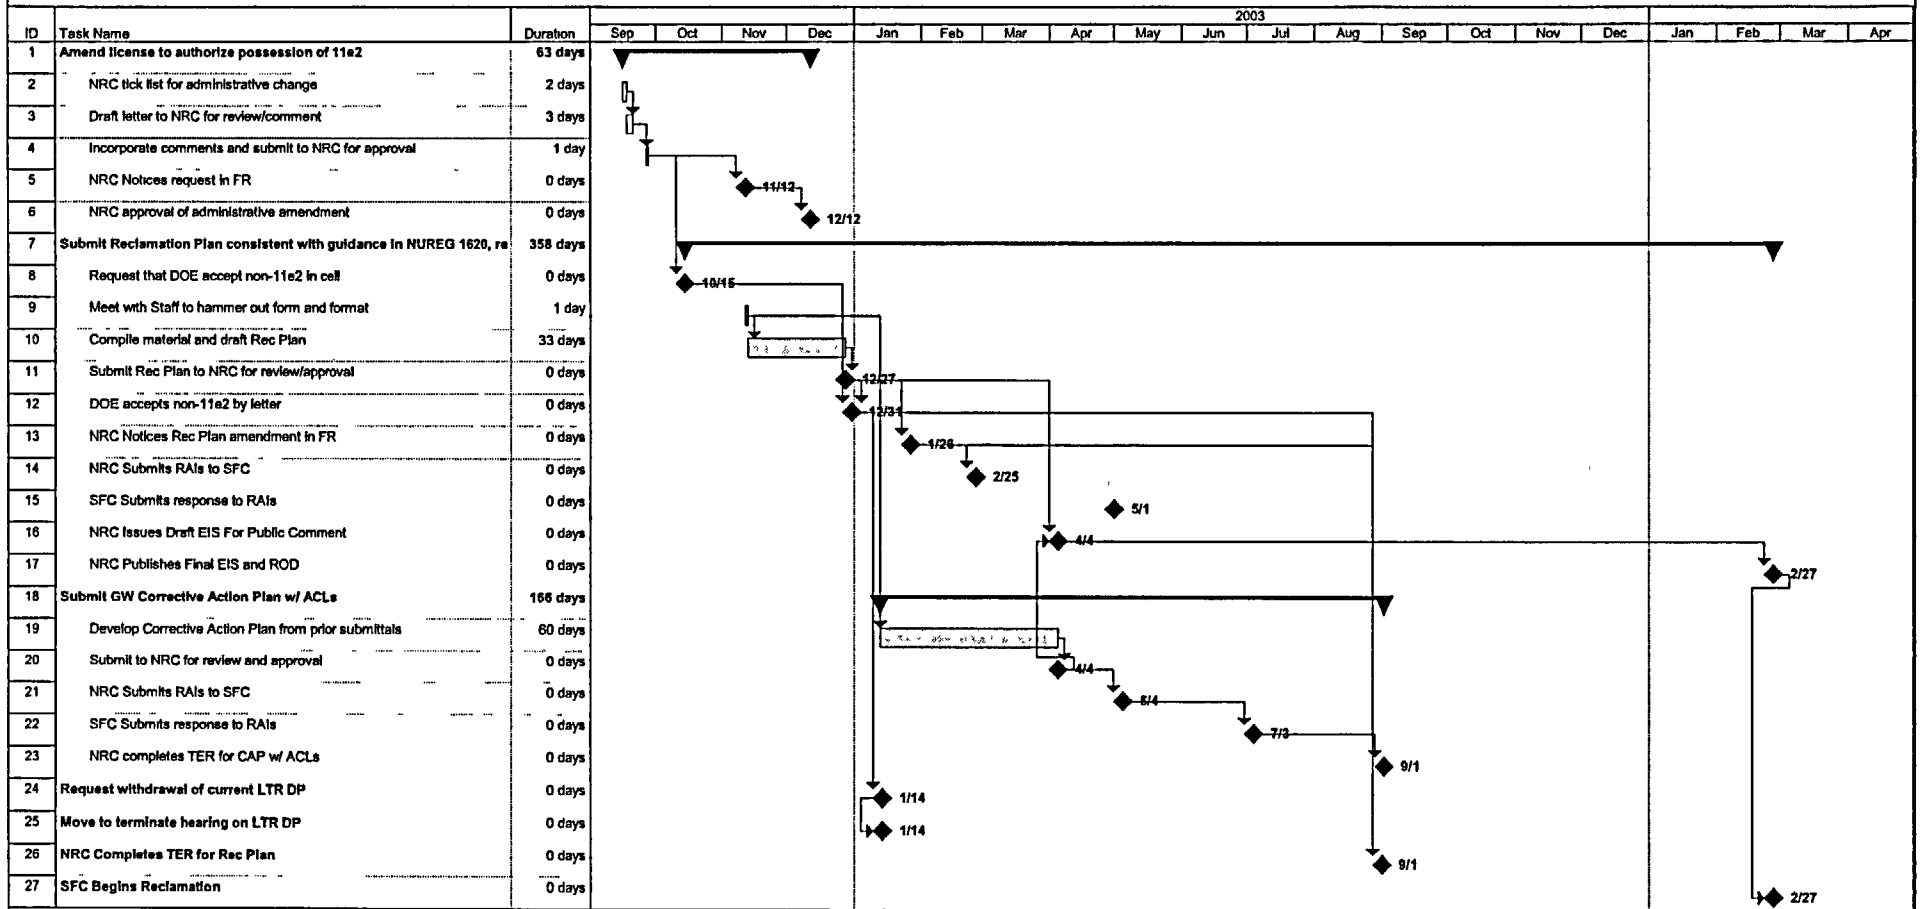 2003
ID Task Name Duration Sep Oct Nov Dec Jan Feb Mar Apr May Jun Jul Aug Sep Oct Nov Dec Jan Feb Mar Apr
1 Amend license to authorize possession of 11e2 63 days
2 NRC tick list for administrative change 2 days
3 Draft letter to NRC for review/comment 3 days
4 Incorporate comments and submit to NRC for approval 1 day
5 NRC Notices request in FR 0 days 11/12
6 NRC approval of administrative amendment 0 days 12/12
7 Submit Reclamation Plan consistent with guidance in NUREG 1620, re 358 days
8 Request that DOE accept non-11e2 in cell 0 days 10/15
9 Meet with Staff to hammer out form and format 1 day
10 Compile material and draft Rec Plan 33 days
11 Submit Rec Plan to NRC for review/approval 0 days 12/27
12 DOE accepts non-11e2 by letter 0 days 12/31
13 NRC Notices Rec Plan amendment in FR 0 days 1/26
14 NRC Submits RAIs to SFC 0 days 2/25
15 SFC Submits response to RAIs 0 days 5/1
16 NRC Issues Draft EIS For Public Comment 0 days 4/4
17 NRC Publishes Final EIS and ROD 0 days 2/27
18 Submit GW Corrective Action Plan w/ ACLs 166 days
19 Develop Corrective Action Plan from prior submittals 60 days
20 Submit to NRC for review and approval 0 days 4/4
21 NRC Submits RAIs to SFC 0 days 5/4
22 SFC Submits response to RAIs 0 days 7/3
23 NRC completes TER for CAP w/ ACLs 0 days 9/1
24 Request withdrawal of current LTR DP 0 days 1/14
25 Move to terminate hearing on LTR DP 0 days 1/14
26 NRC Completes TER for Rec Plan 0 days 9/1
27 SFC Begins Reclamation 0 days 2/27